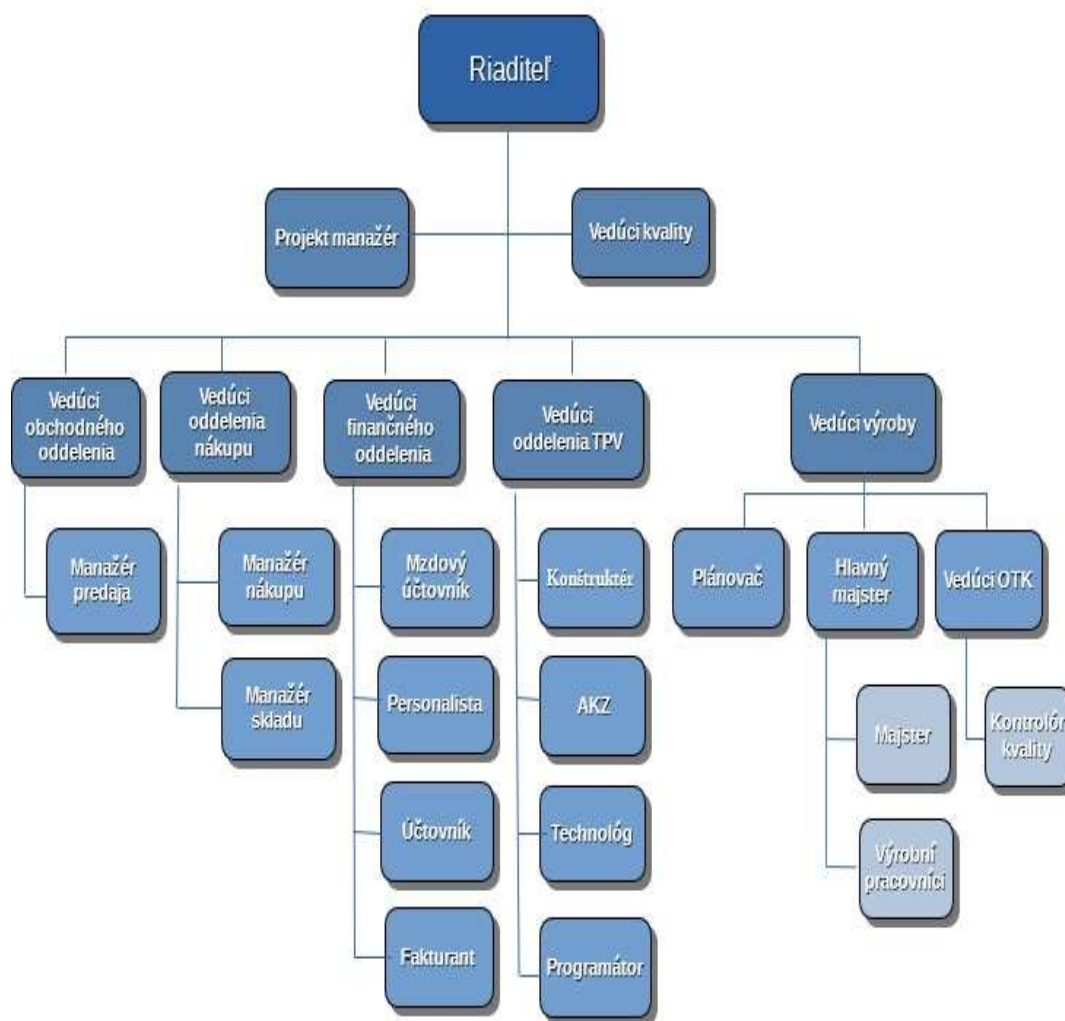 Riaditeľ
Projekt manažér
Vedúci kvality
Vedúci
obchodného
oddelenia
Vedúci
oddelenia
nákupu
Vedúci
finančného
oddelenia
Vedúci
oddelenia TPV
Vedúci výroby
Manažér
predaja
Manažér
nákupu
Mzdový
účtovník
Konštruktér
Plánovač
Hlavný
majster
Vedúci OTK
Manažér
skladu
Personalista
AKZ
Majster
Kontrolór
kvality
Účtovník
Technológ
Výrobní
pracovníci
Fakturant
Programátor